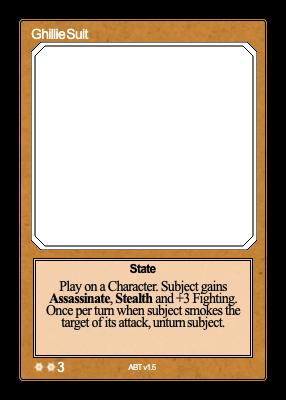 Ghillie Suit
State
Play on a Character. Subject gains
Assassinate, Stealth and +3 Fighting.
Once per turn when subject smokes the
target of its attack, unturn subject.
3
ABT v1.5